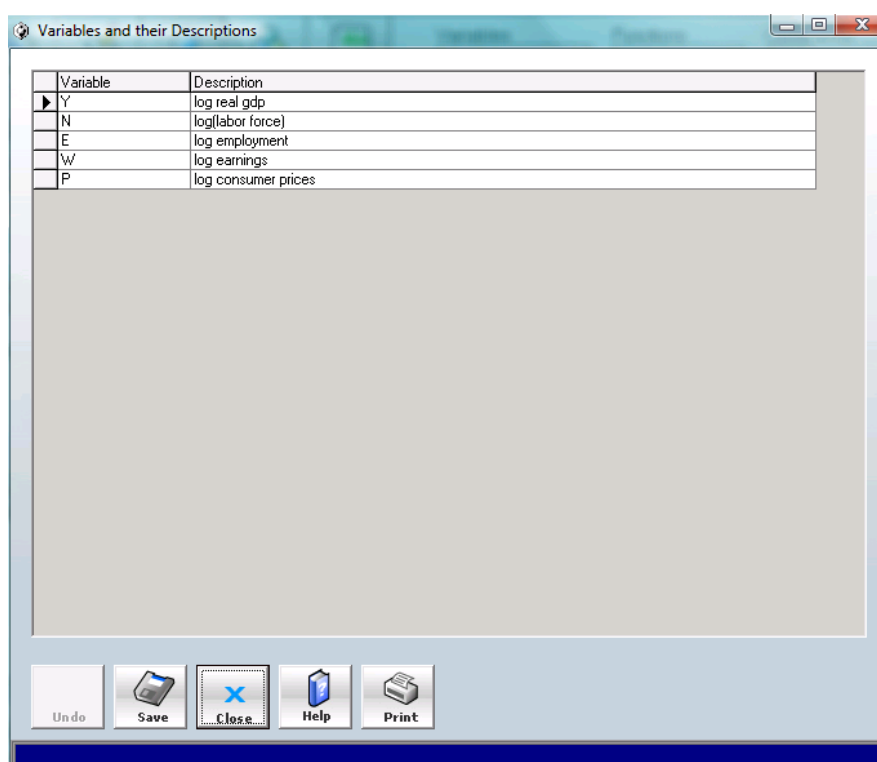 Variables and their Descriptions
Variable Description
Y log real gdp
N log(labor force)
E log employment
W log earnings
P log consumer prices
Undo Save Close Help Print